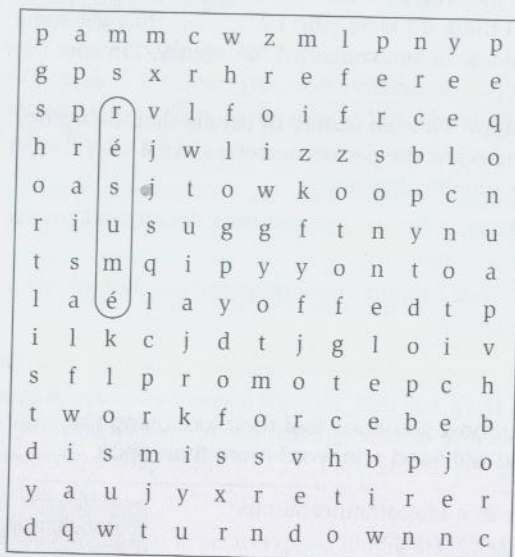 p a m m c w z m l p n y p
g p s x r h r e f e r e e
s p r v l f o i f r c e q
h r é j w l i z z s b l o
o a s j t o w k o o p c n
r i u s u g g f t n y n u
t s m q i p y y o n t o a
l a é l a y o f f e d t p
i l k c j d t j g l o i v
s f l p r o m o t e p c h
t w o r k f o r c e b e b
d i s m i s s v h b p j o
y a u j y x r e t i r e r
d q w t u r n d o w n n c